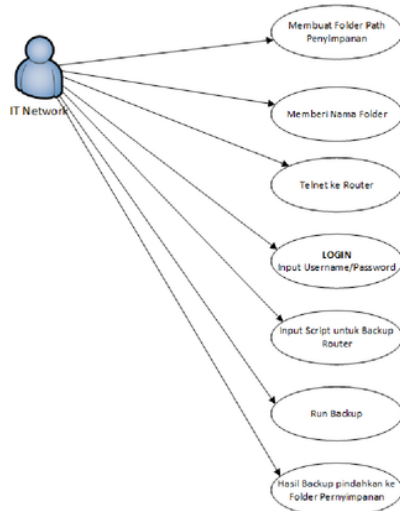 Membuat Folder Path
Penyimpanan
IT Network
Memberi Nama Folder
Telnet ke Router
LOGIN
Input Username/Password
Input Script untuk Backup
Router
Run Backup
Hasil Backup pindahkan ke
Folder Pernyimpanan